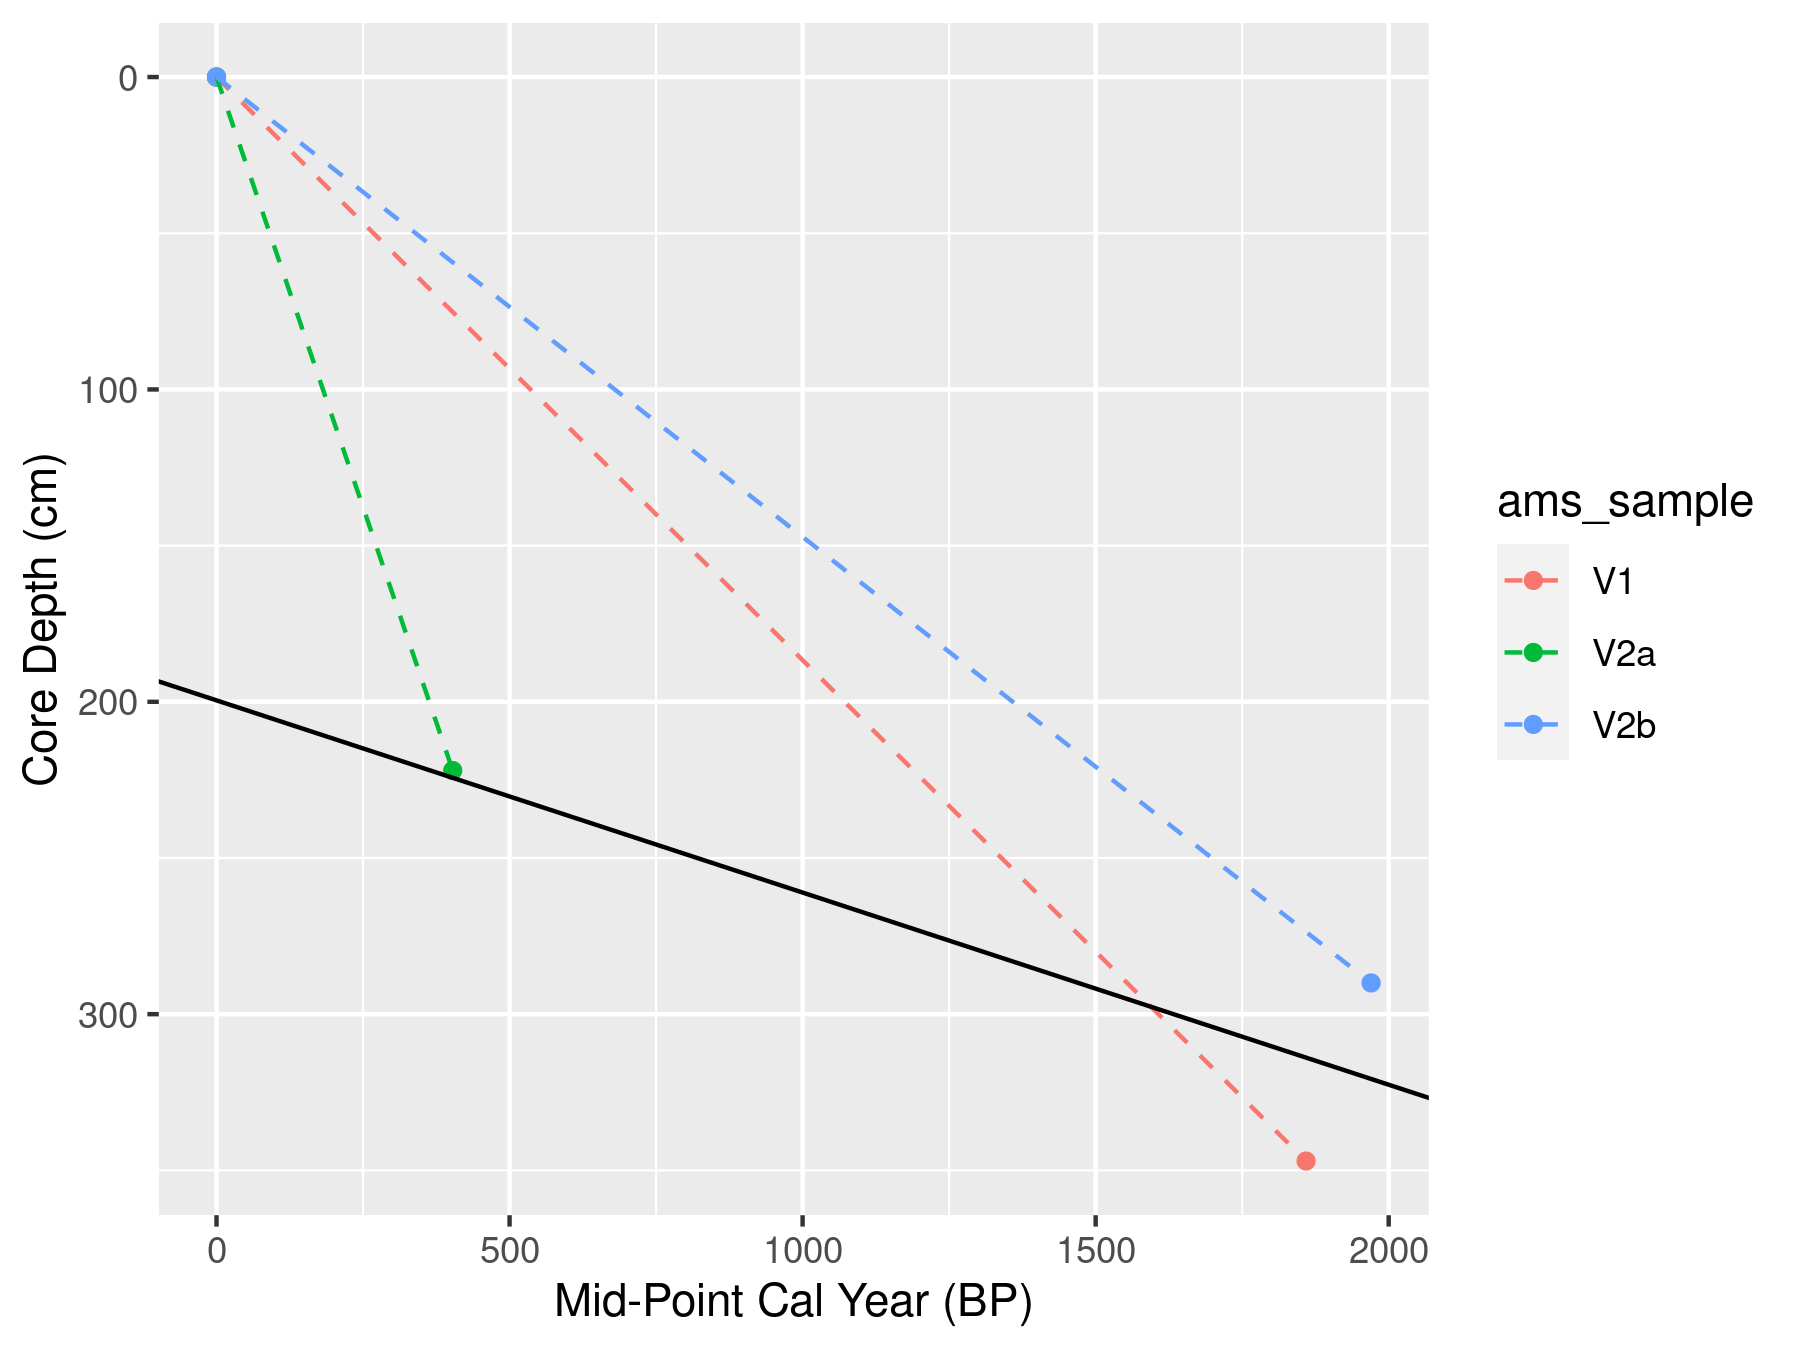 0
100
200
300
Core Depth (cm)
0 500 1000 1500 2000
Mid-Point Cal Year (BP)
ams_sample
V1
V2a
V2b